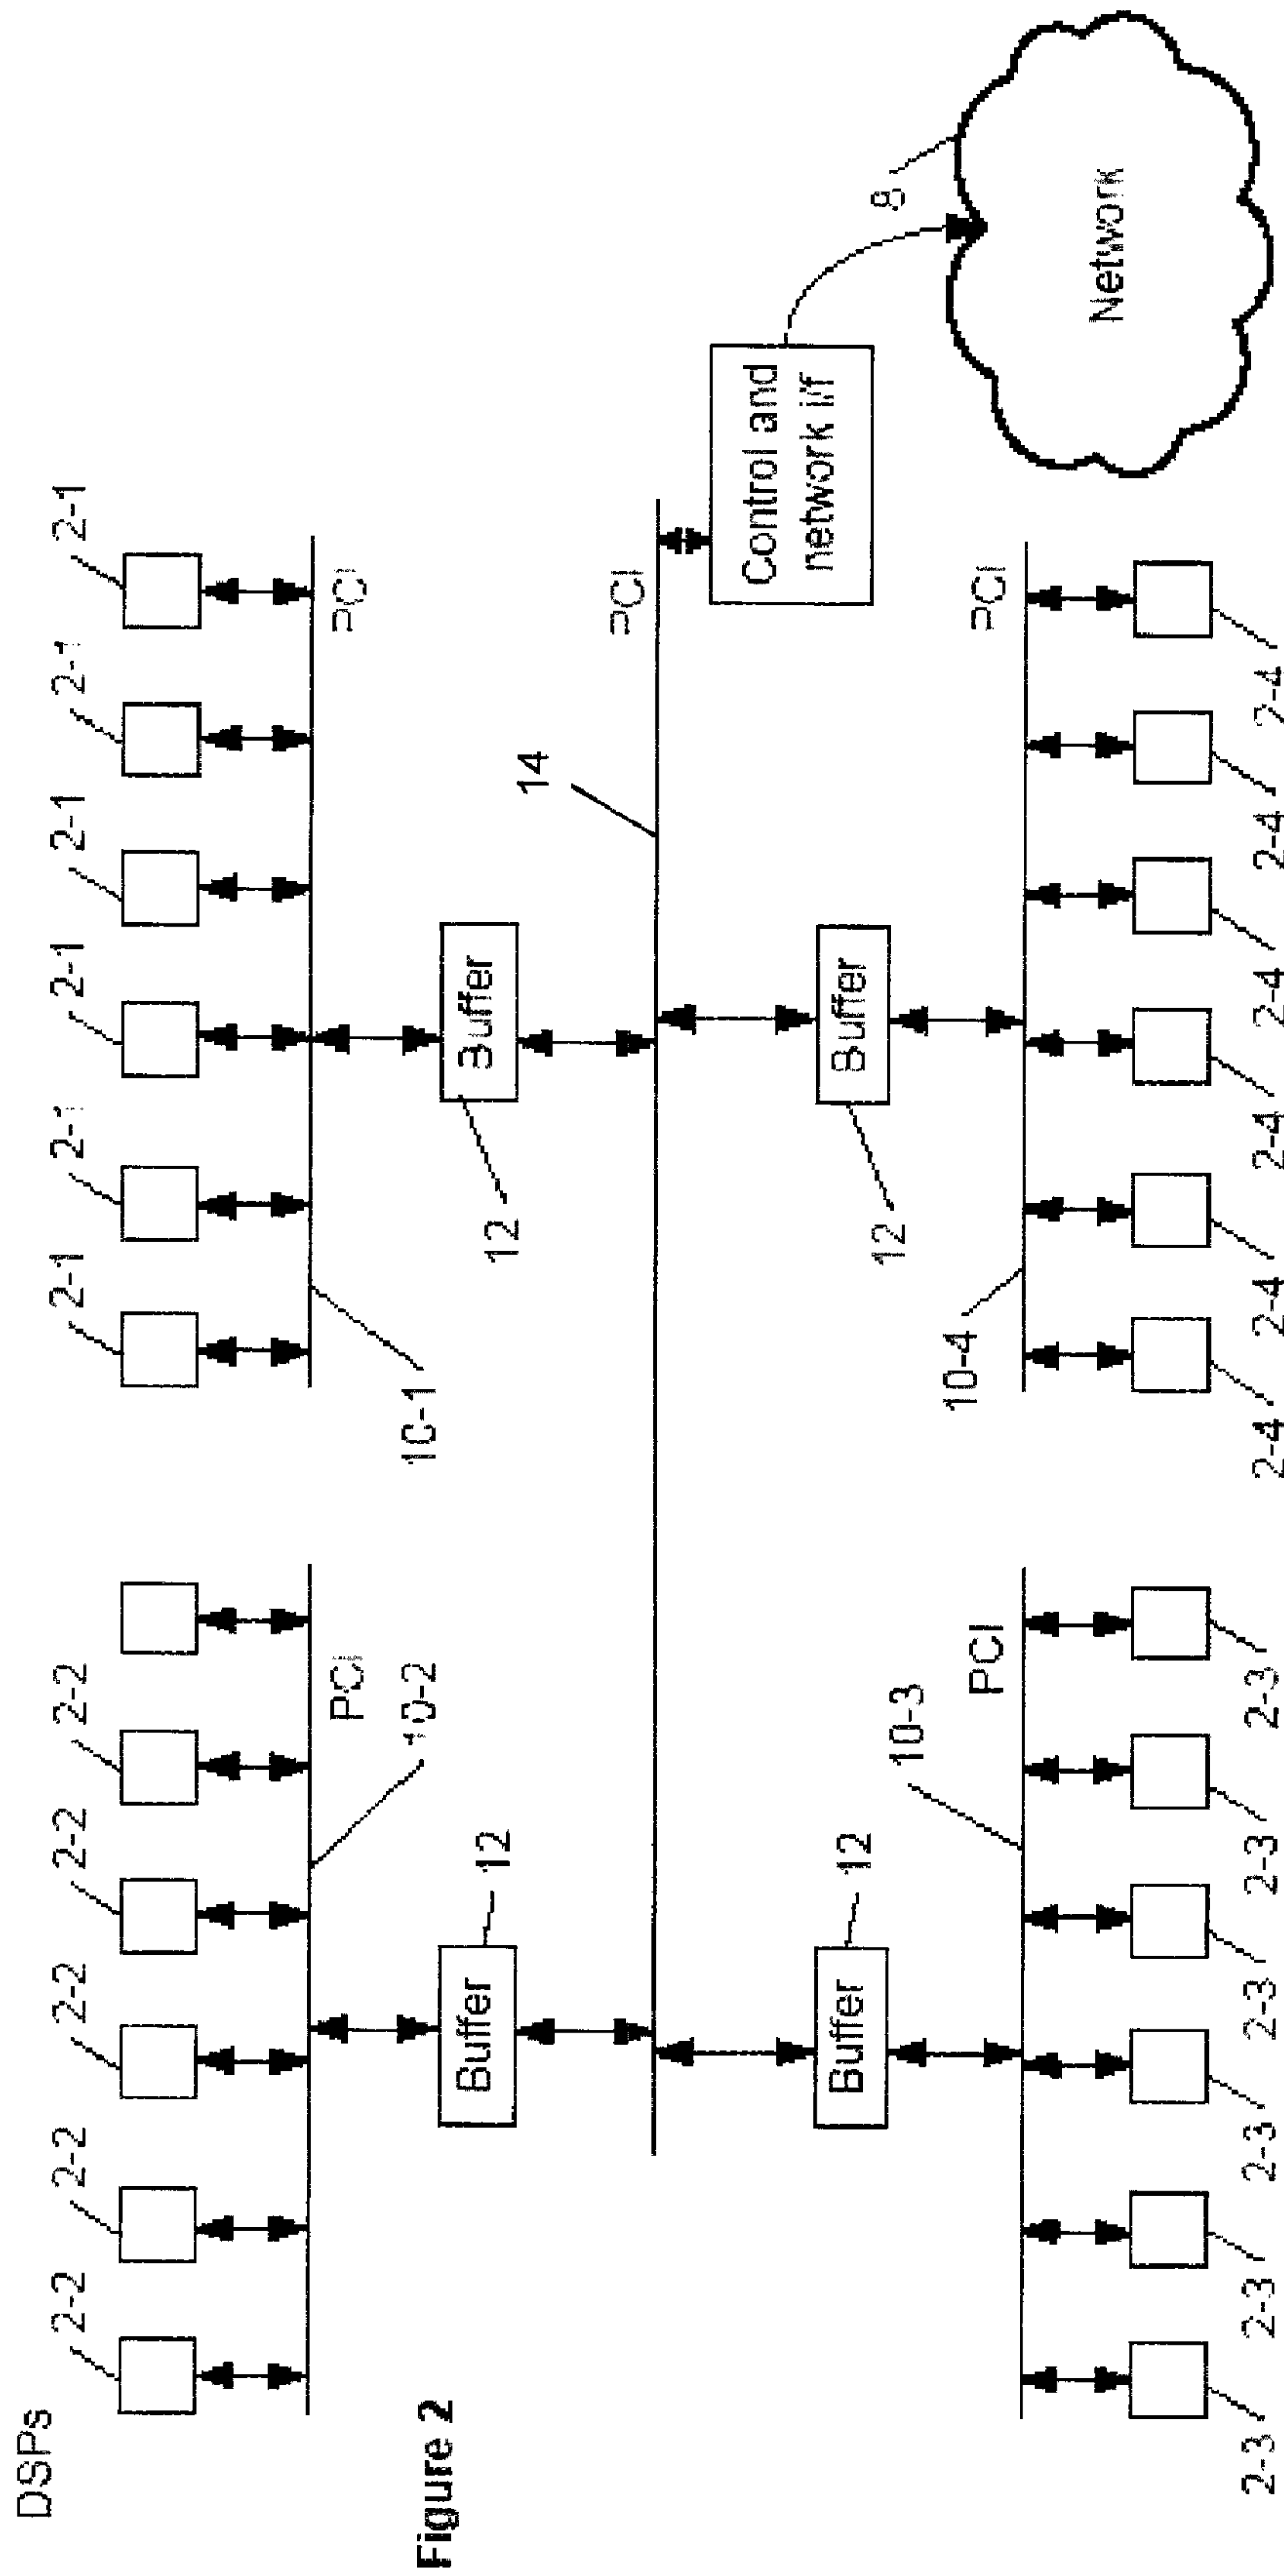 DSPs
2-2
2-2
2-2
2-2
2-2
2-1
2-1
2-1
2-1
2-1
2-1
PCI
PCI
10-2
10-1
Figure 2
Buffer
12
12
Buffer
14
PCI
Control and
network i/f
8
Network
Buffer
12
12
Buffer
10-3
10-4
PCI
PCI
2-3
2-3
2-3
2-3
2-3
2-3
2-4
2-4
2-4
2-4
2-4
2-4